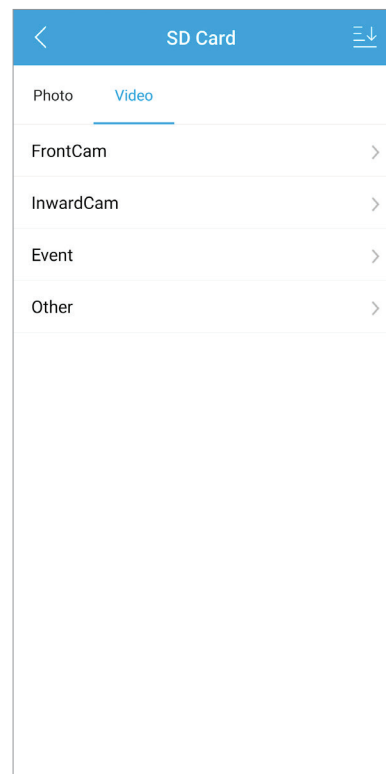 SD Card
Photo Video
FrontCam
InwardCam
Event
Other